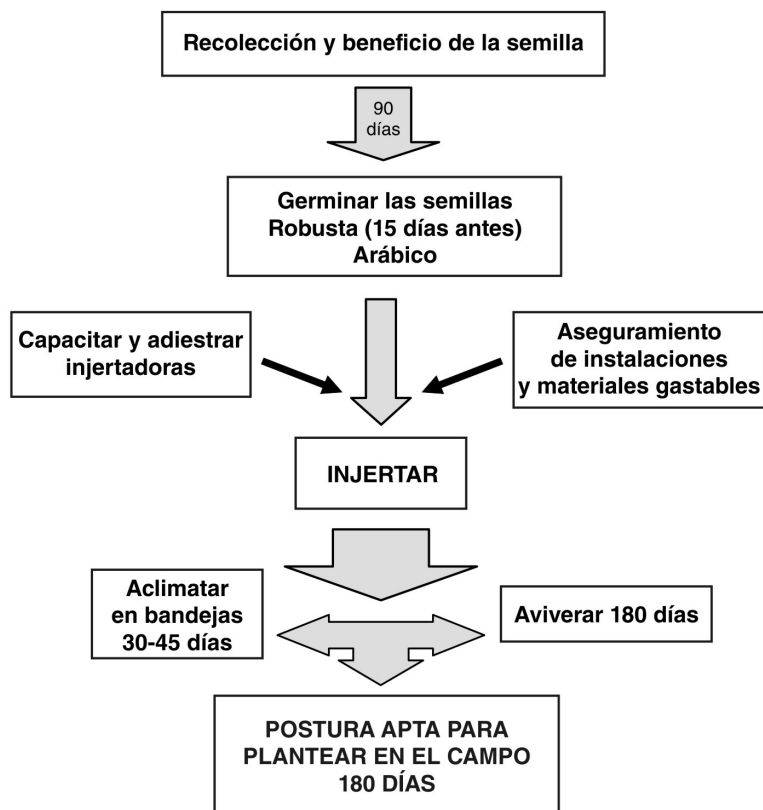 Recolección y beneficio de la semilla
90
días
Germinar las semillas
Robusta (15 días antes)
Arábico
Capacitar y adiestrar
injertadoras
Aseguramiento
de instalaciones
y materiales gastables
INJERTAR
Aclimatar
en bandejas
30-45 días
Aviverar 180 días
POSTURA APTA PARA
PLANTEAR EN EL CAMPO
180 DÍAS